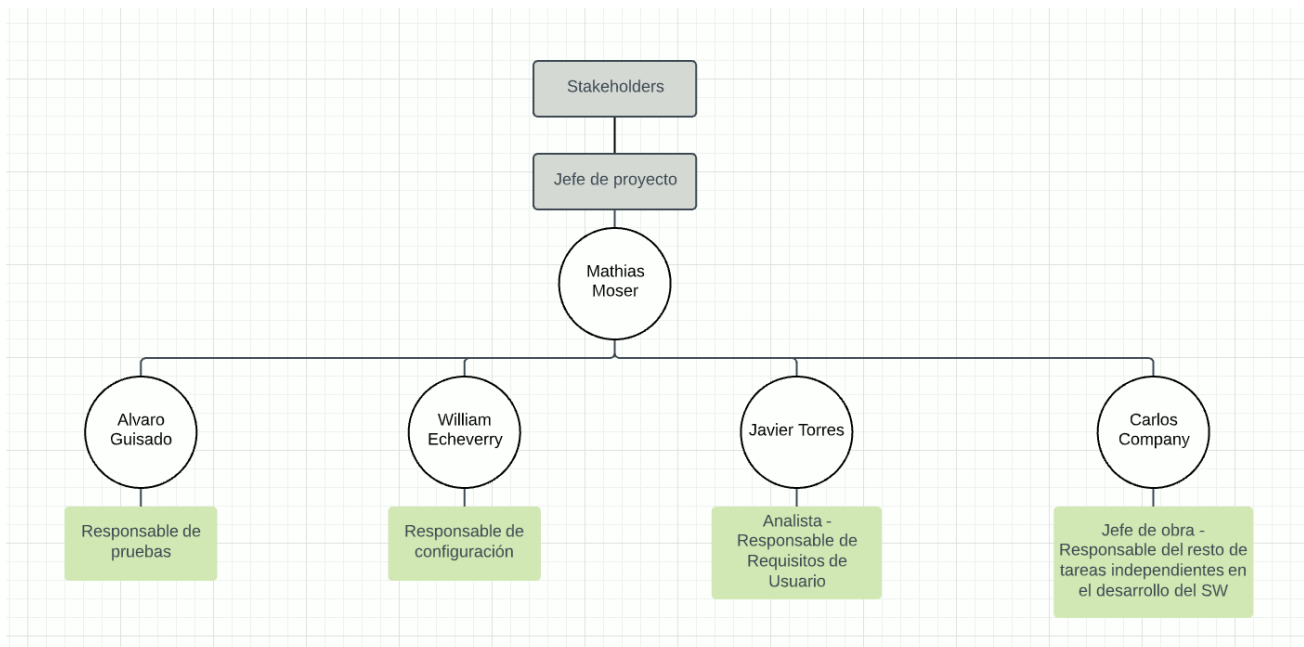 Stakeholders
Jefe de proyecto
Mathias
Moser
Alvaro
Guisado
William
Echeverry
Javier Torres
Carlos
Company
Responsable de
pruebas
Responsable de
configuración
Analista -
Responsable de
Requisitos de
Usuario
Jefe de obra -
Responsable del resto de
tareas independientes en
el desarrollo del SW